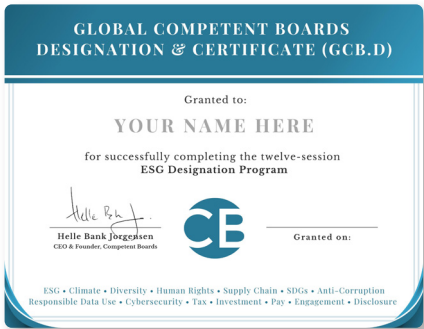 GLOBAL COMPETENT BOARDS
DESIGNATION & CERTIFICATE (GCB.D)
Granted to:
YOUR NAME HERE
for successfully completing the twelve-session
ESG Designation Program
Helle Bank Jorgensen
CEO & Founder, Competent Boards
CB
Granted on:
ESG • Climate • Diversity • Human Rights • Supply Chain • SDGs • Anti-Corruption
Responsible Data Use • Cybersecurity • Tax • Investment • Pay • Engagement • Disclosure